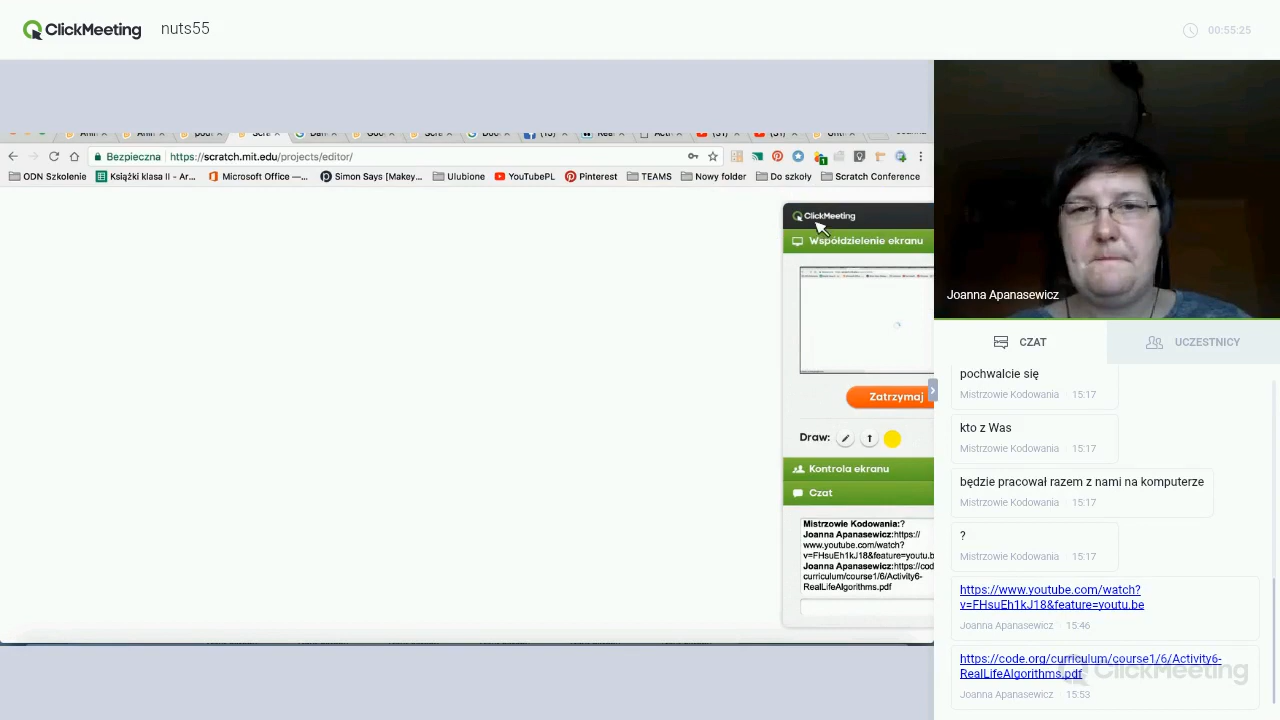 ClickMeeting nuts55 00:55:25
Bezpieczna https://scratch.mit.edu/projects/editor/
ODN Szkolenie Książki klasa II - Ar... Microsoft Office —... Simon Says [Makey... Ulubione YouTubePL Pinterest TEAMS Nowy folder Do szkoły Scratch Conference
ClickMeeting
Współdzielenie ekranu
Zatrzymaj
Draw:
Kontrola ekranu
Czat
Mistrzowie Kodowania:?
Joanna Apanasewicz:https://
www.youtube.com/watch?
v=FHsuEh1kJ18&feature=youtu.b
Joanna Apanasewicz:https://cod
curriculum/course1/6/Activity6-
RealLifeAlgorithms.pdf
Joanna Apanasewicz
CZAT UCZESTNICY
pochwalcie się
Mistrzowie Kodowania 15:17
kto z Was
Mistrzowie Kodowania 15:17
będzie pracował razem z nami na komputerze
Mistrzowie Kodowania 15:17
?
Mistrzowie Kodowania 15:17
https://www.youtube.com/watch?
v=FHsuEh1kJ18&feature=youtu.be
Joanna Apanasewicz 15:46
https://code.org/curriculum/course1/6/Activity6-
RealLifeAlgorithms.pdf
Joanna Apanasewicz 15:53
ClickMeeting